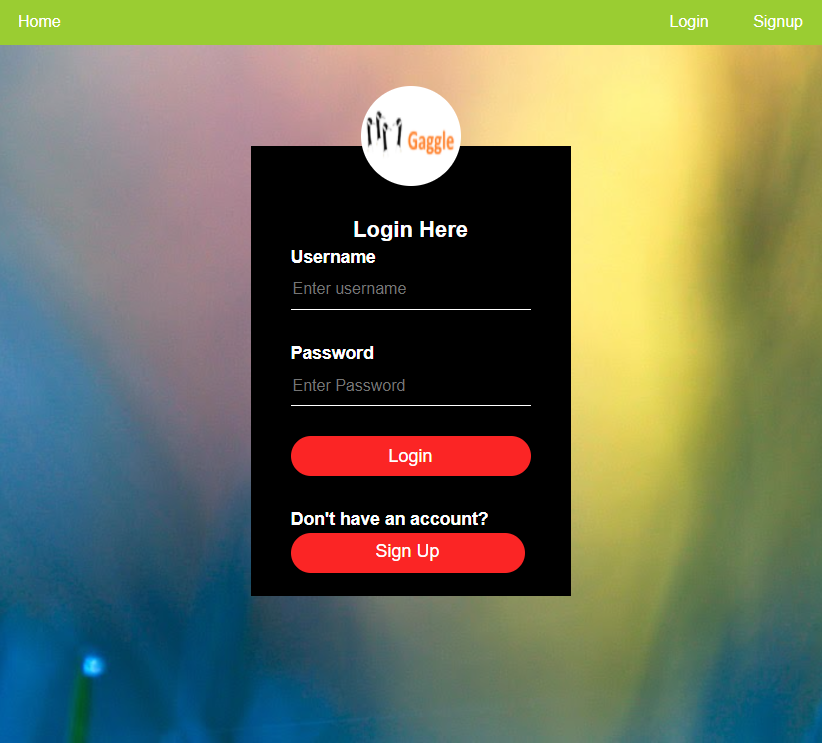 Home Login Signup
Gaggle
Login Here
Username
Enter username
Password
Enter Password
Login
Don't have an account?
Sign Up